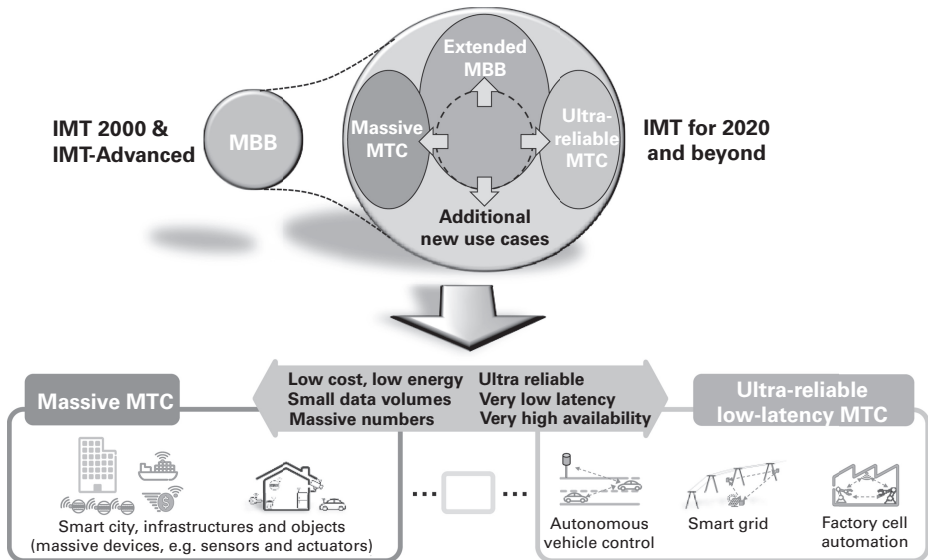 Extended
MBB
IMT 2000 &
IMT-Advanced
MBB
Massive
MTC
Ultra-
reliable
MTC
IMT for 2020
and beyond
Additional
new use cases
Massive MTC
Low cost, low energy
Small data volumes
Massive numbers
Ultra reliable
Very low latency
Very high availability
Ultra-reliable
low-latency MTC
Smart city, infrastructures and objects
(massive devices, e.g. sensors and actuators)
... ...
Autonomous
vehicle control
Smart grid
Factory cell
automation